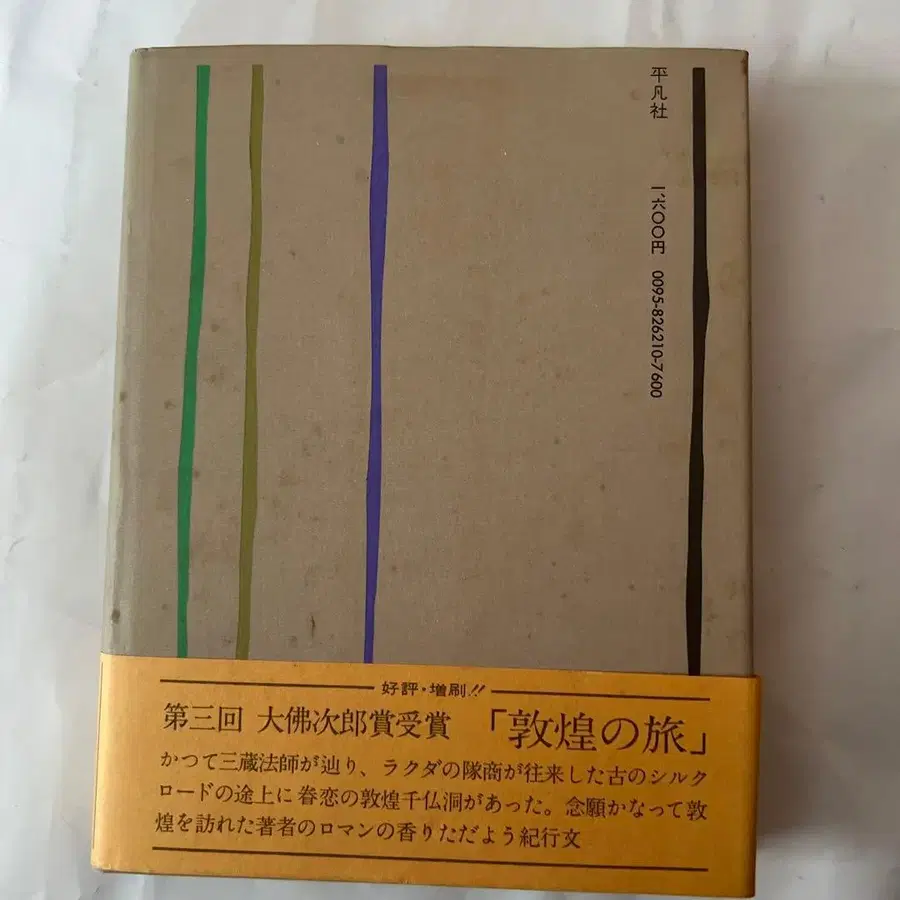 平凡社
一、六〇〇円 0095-826210-7600
好評・増刷!!
第三回 大佛次郎賞受賞 「敦煌の旅」
かつて三蔵法師が辿り、ラクダの隊商が往来した古のシルク
ロードの途上に眷恋の敦煌千仏洞があった。念願かなって敦
煌を訪れた著者のロマンの香りただよう紀行文